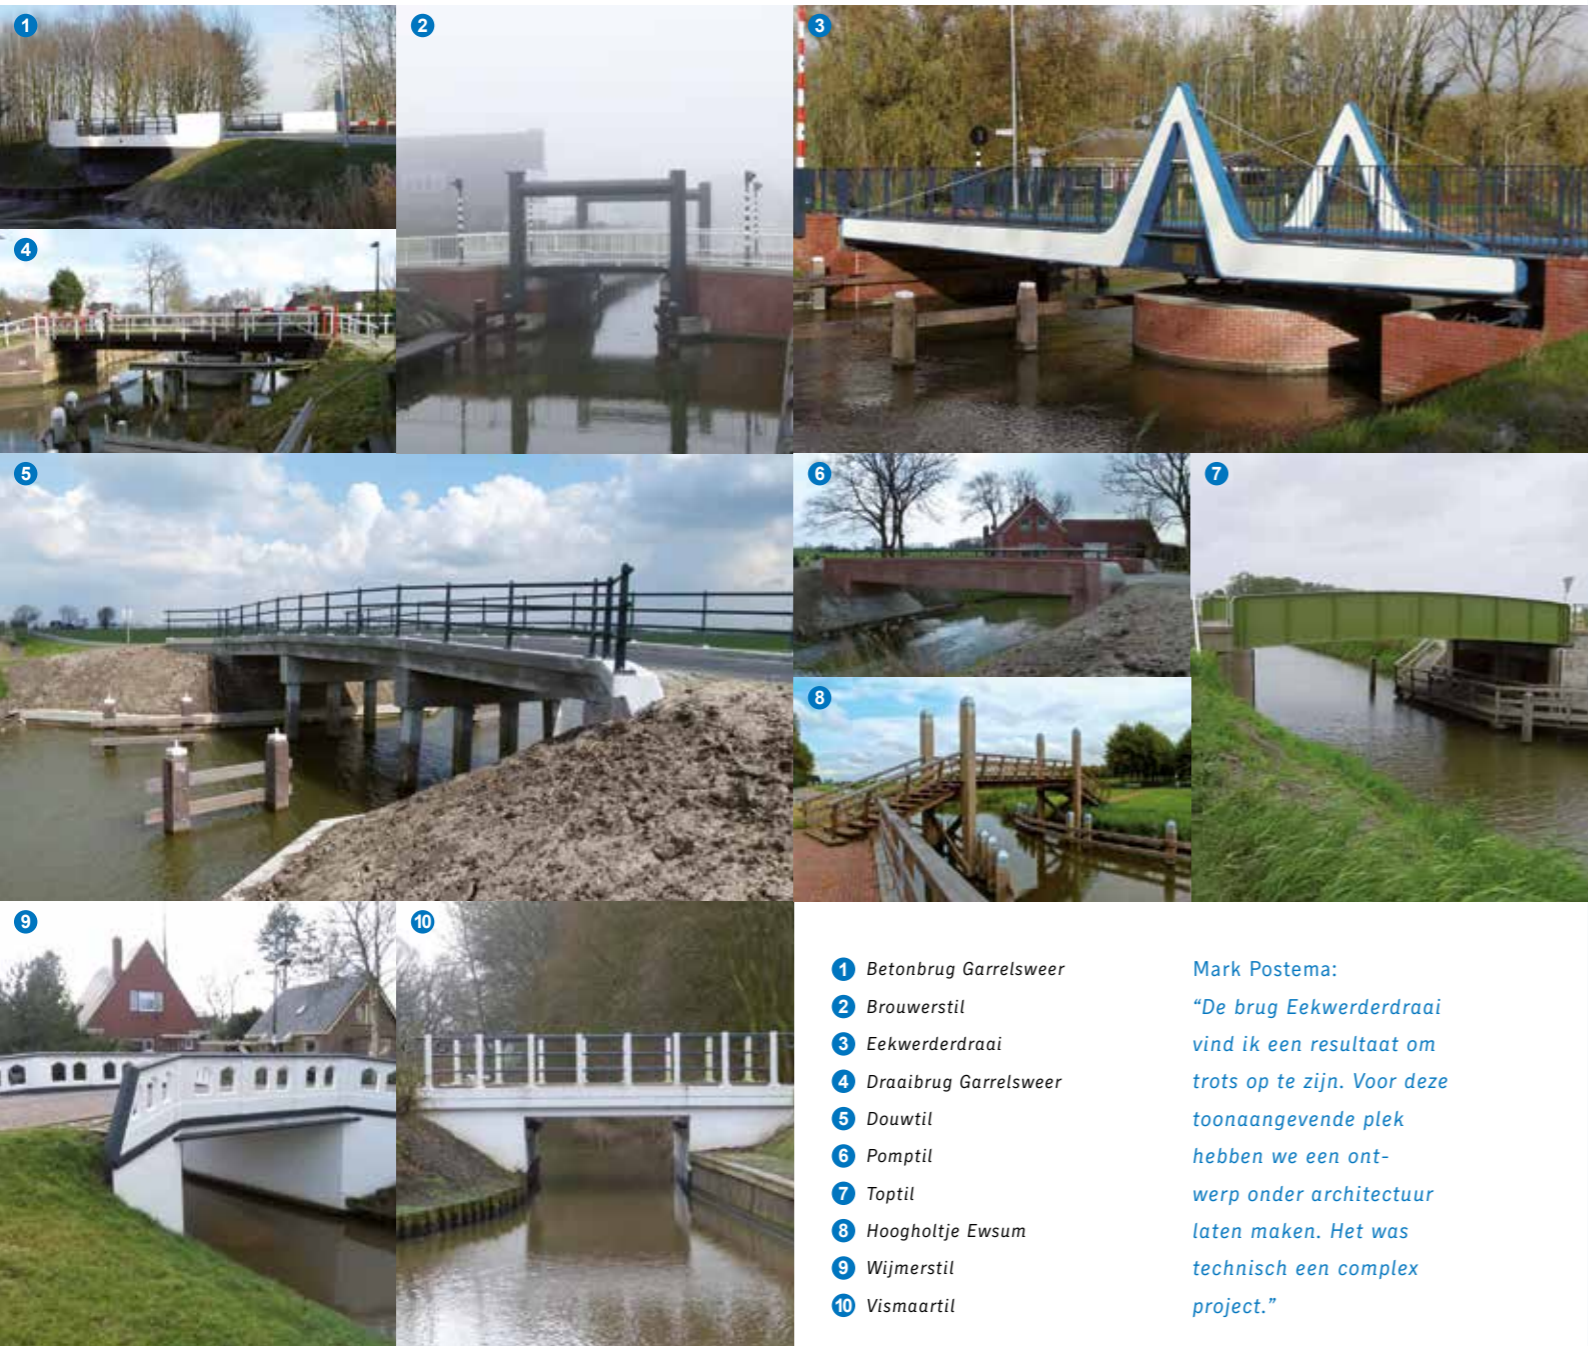 1
2
3
4
5
6
7
8
9
10
1 Betonbrug Garrelsweer
2 Brouwerstil
3 Eekwerderdraai
4 Draaibrug Garrelsweer
5 Douwtil
6 Pomptil
7 Toptil
8 Hoogholtje Ewsum
9 Wijmerstil
10 Vismaartil
Mark Postema:
“De brug Eekwerderdraai
vind ik een resultaat om
trots op te zijn. Voor deze
toonaangevende plek
hebben we een ont-
werp onder architectuur
laten maken. Het was
technisch een complex
project.”